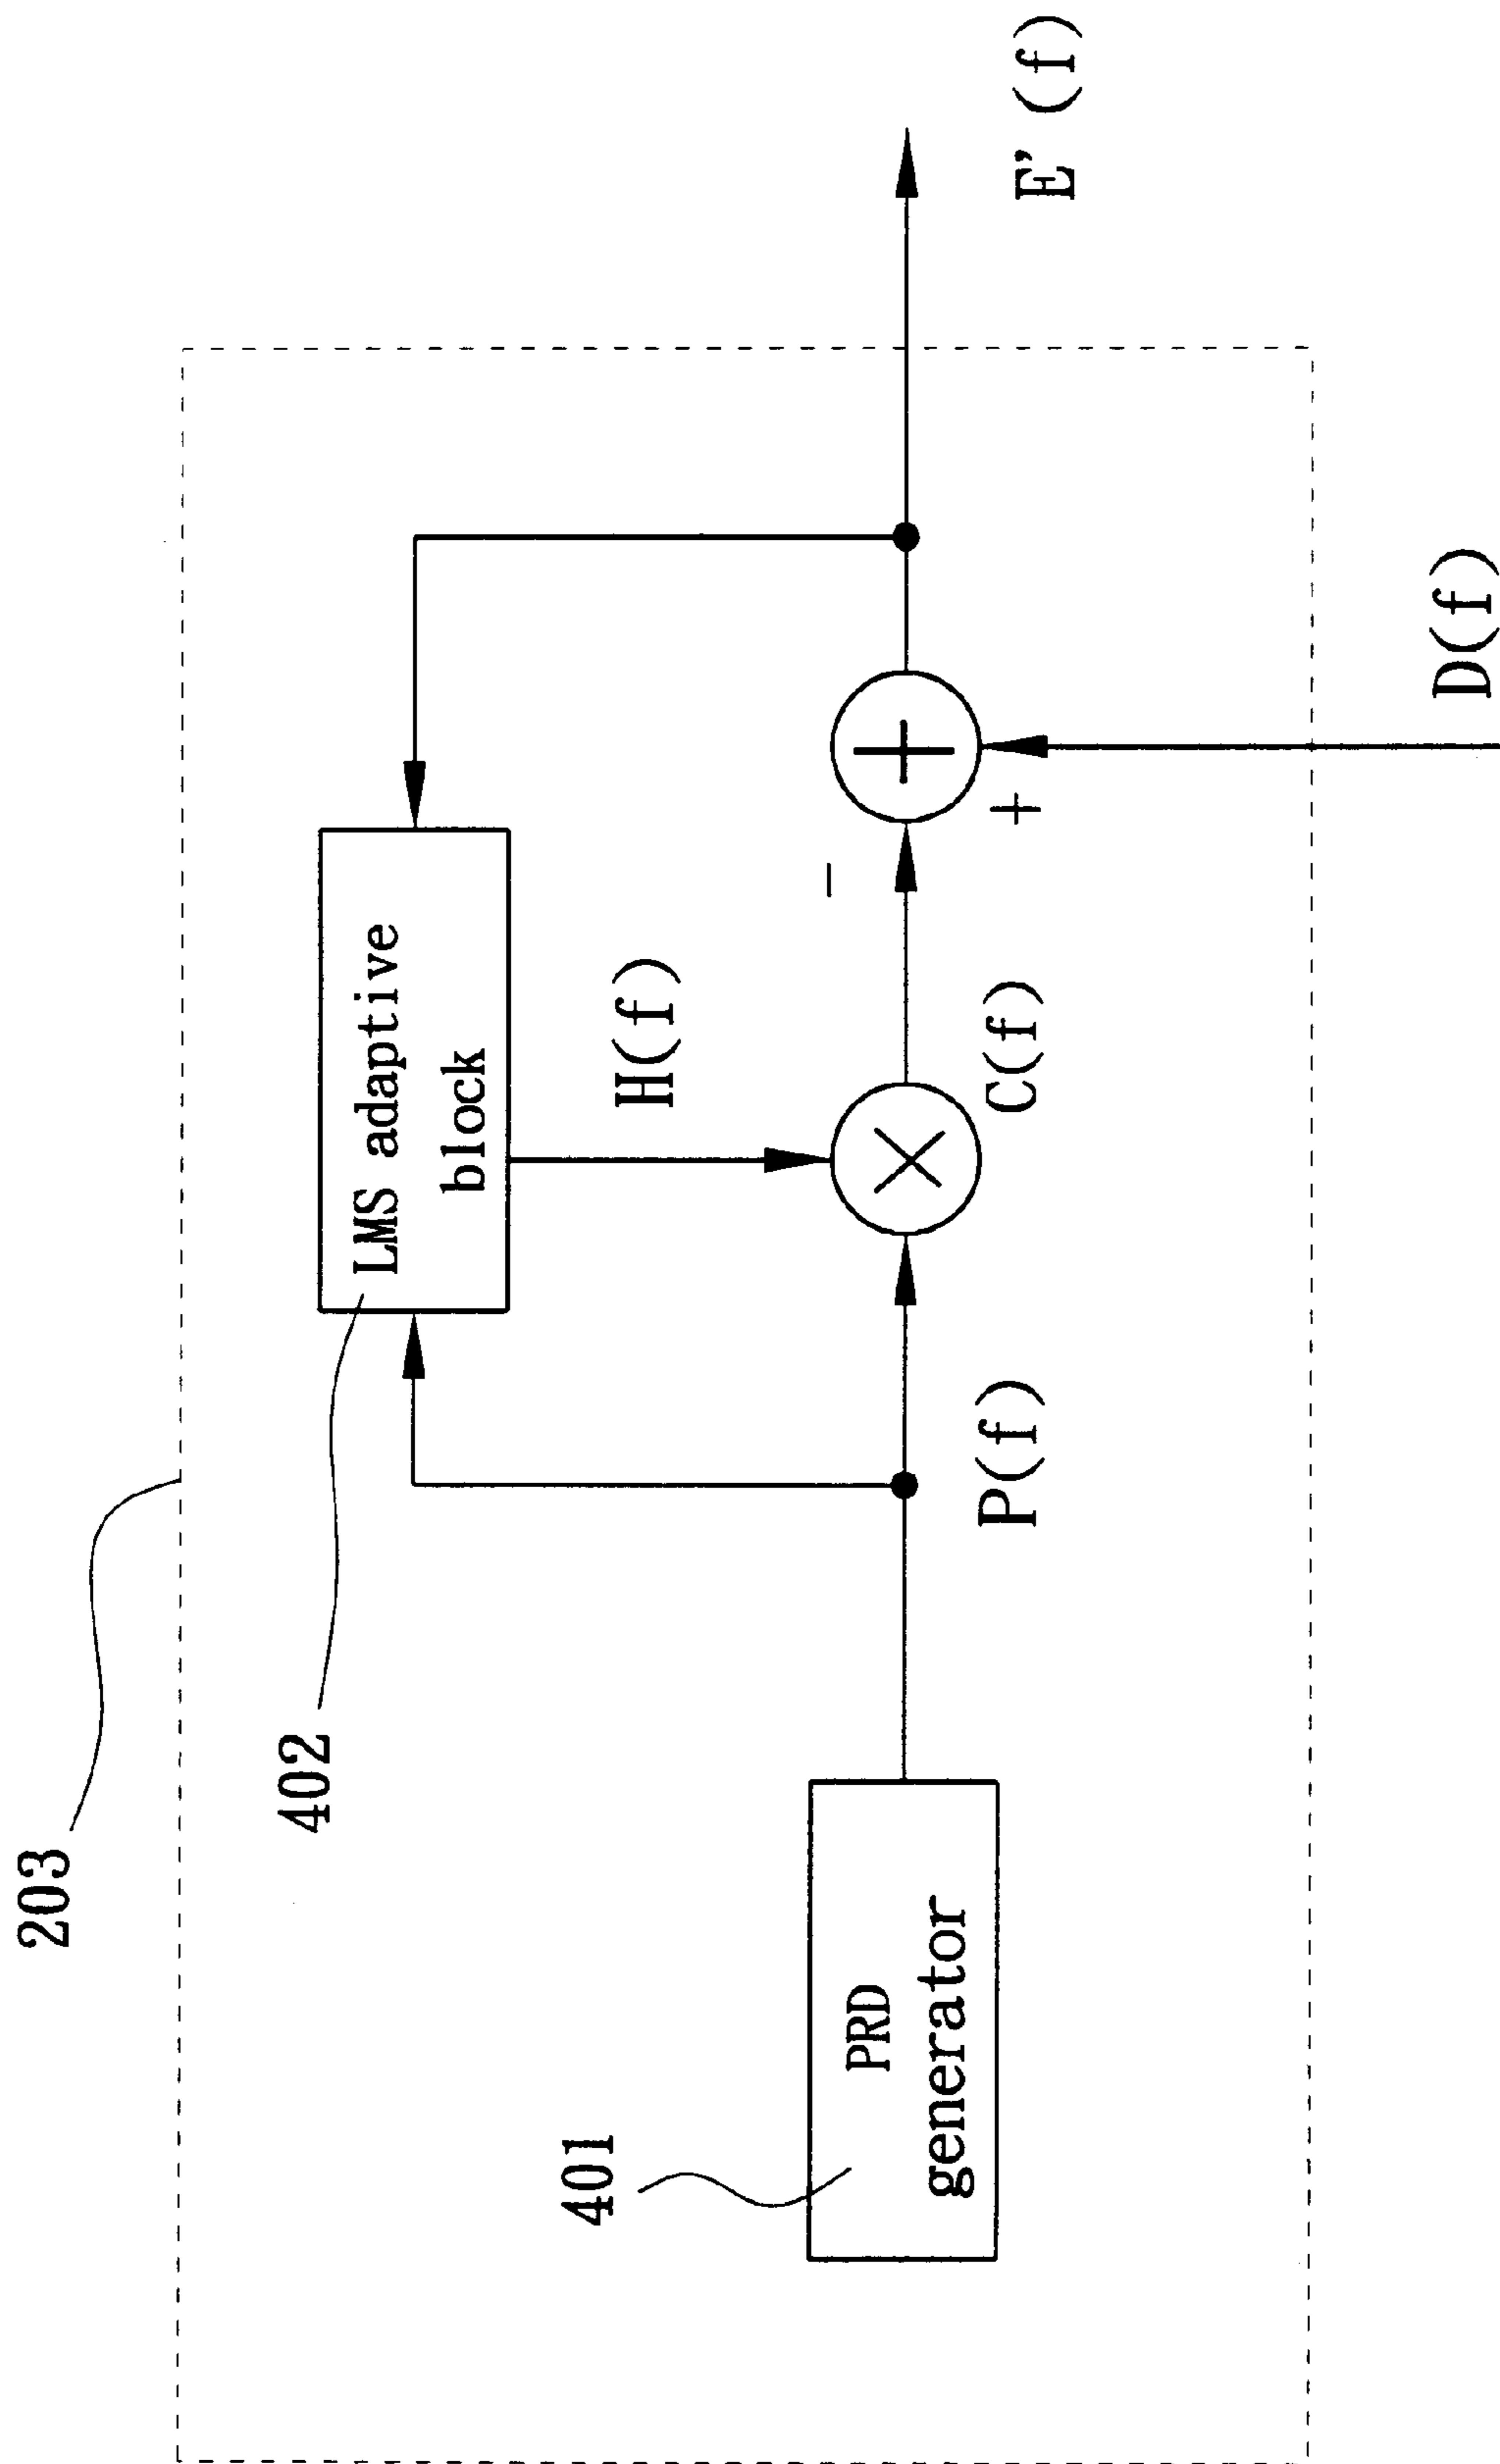 203
402
LMS adaptive
block
H(f)
401
PRD
generator
P(f)
×
C(f)
−
+
+
E'(f)
D(f)